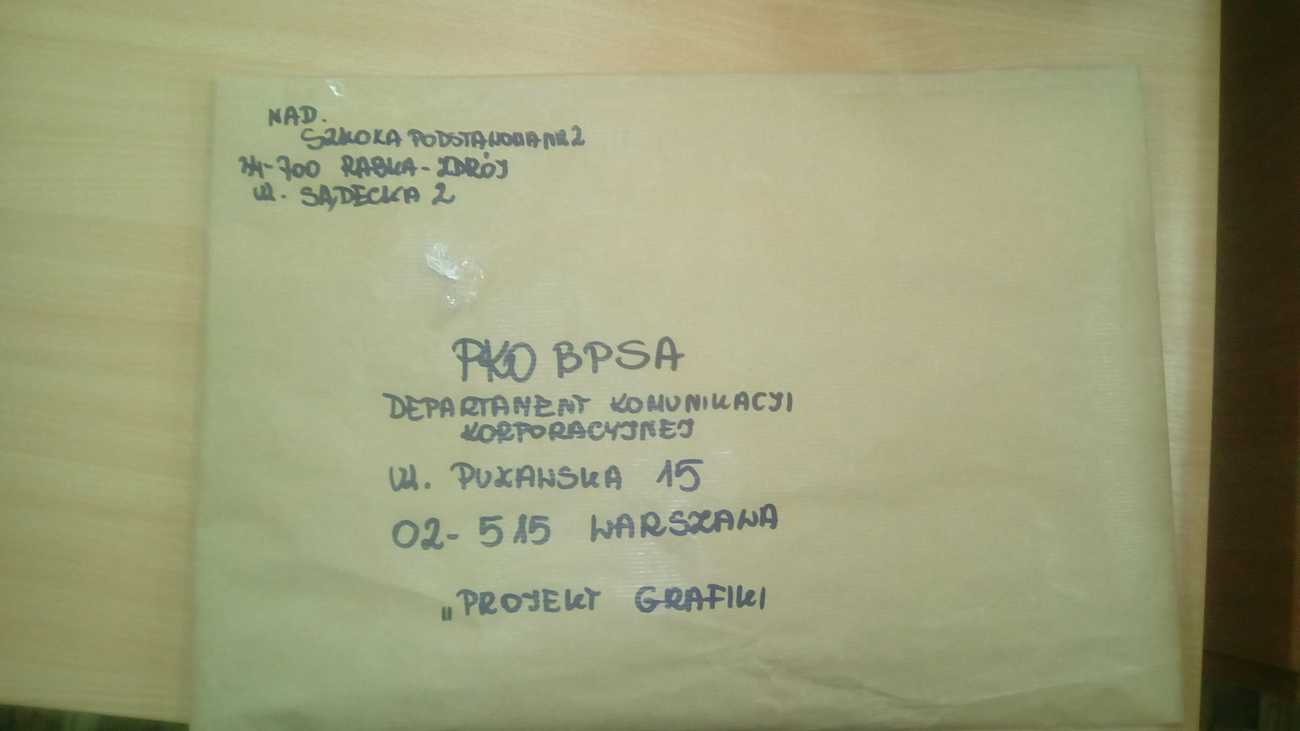 NAD.
SZKOŁA PODSTAWOWA NR 2
34-700 RABKA-ZDRÓJ
ul. SĄDECKA 2
PKO BPSA
DEPARTAMENT KOMUNIKACYI
KORPORACYJNEJ
ul. PUŁAWSKA 15
02-515 WARSZAWA
„PROJEKT GRAFIKI